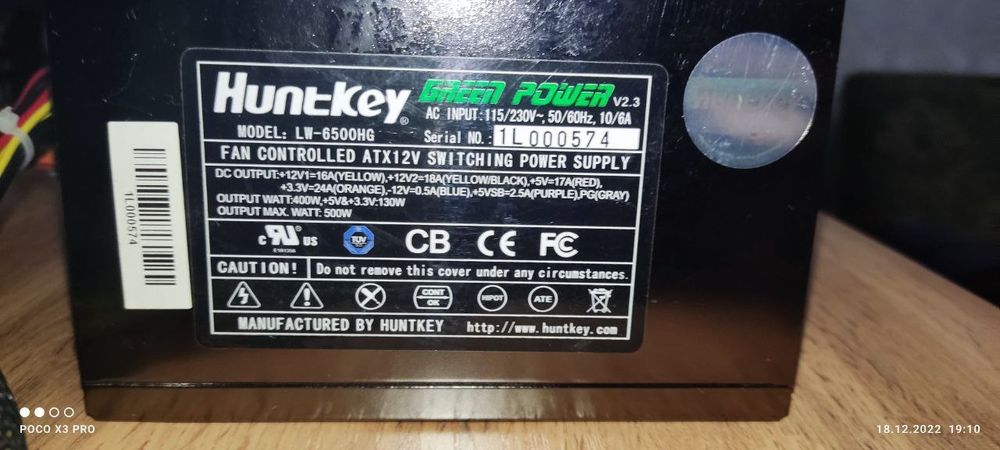 Huntkey® GREEN POWER V2.3
AC INPUT: 115/230V~, 50/60Hz, 10/6A
MODEL: LW-6500HG Serial NO.: 1L000574
FAN CONTROLLED ATX12V SWITCHING POWER SUPPLY
DC OUTPUT:+12V1=16A(YELLOW),+12V2=18A(YELLOW/BLACK),+5V=17A(RED),
+3.3V=24A(ORANGE),-12V=0.5A(BLUE),+5VSB=2.5A(PURPLE),PG(GRAY)
OUTPUT WATT:400W,+5V&+3.3V:130W
OUTPUT MAX. WATT: 500W
c RU US TÜV CB CE FC
CAUTION! Do not remove this cover under any circumstances.
CONT OK HIPOT ATE
MANUFACTURED BY HUNTKEY http://www.huntkey.com
1L000574
POCO X3 PRO
18.12.2022 19:10